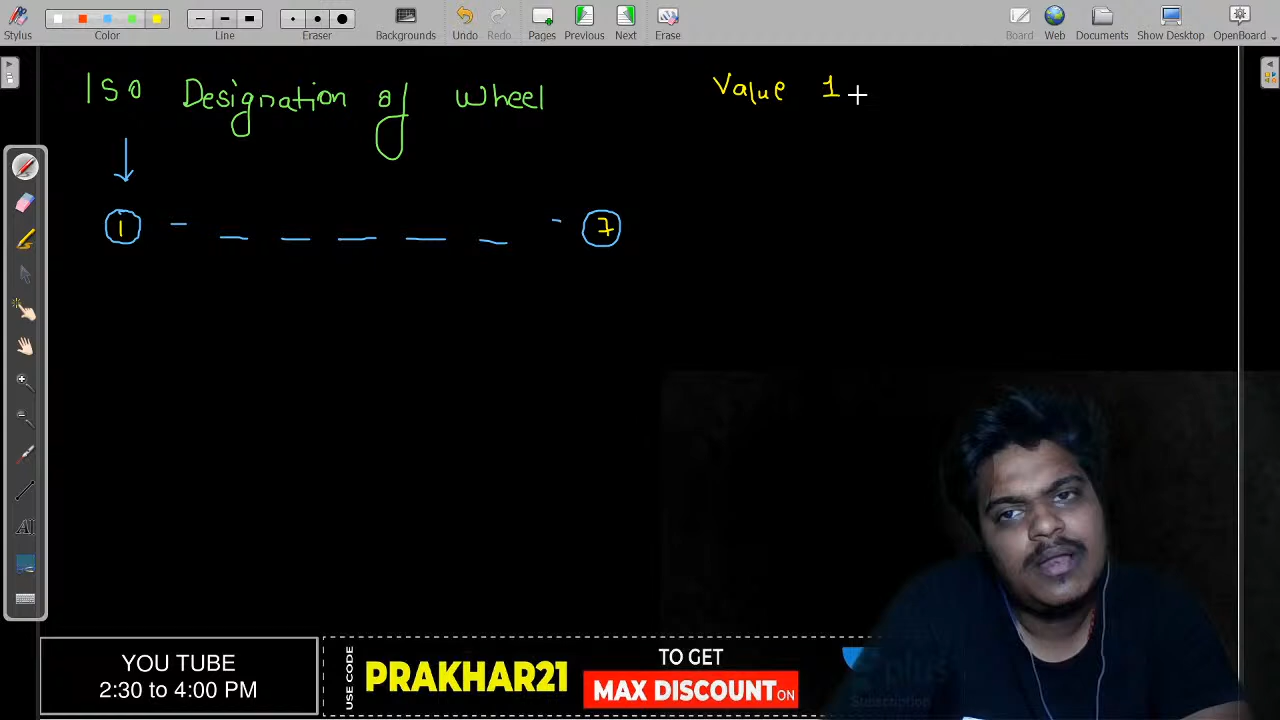 Color
Line
Eraser
Stylus
Backgrounds
Undo
Redo
Pages
Previous
Next
Erase
Board
Web
Documents
Show Desktop
OpenBoard
ISO Designation of Wheel
Value 1
1 - _ _ _ _ _ - 7
YOU TUBE
2:30 to 4:00 PM
USE CODE
PRAKHAR21
TO GET
MAX DISCOUNT ON
plus
Subscription